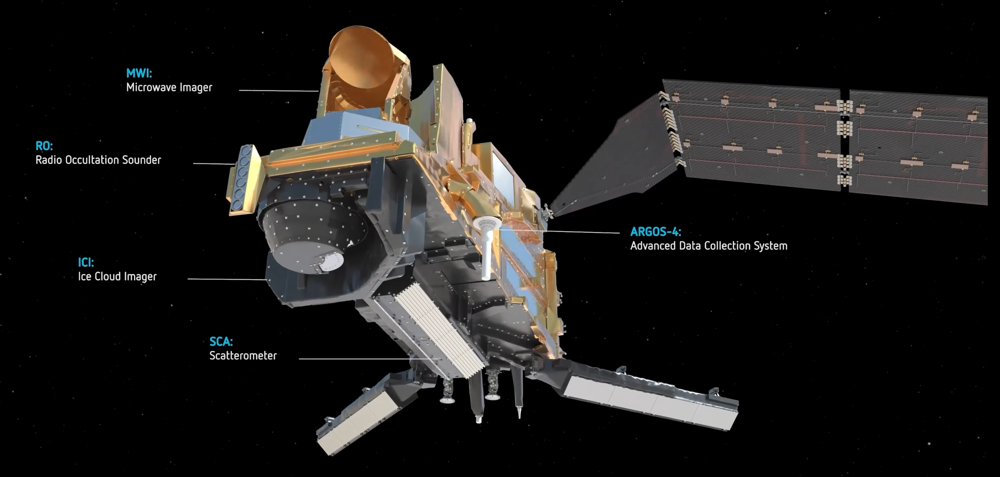 MWI:
Microwave Imager
RO:
Radio Occultation Sounder
ARGOS-4:
Advanced Data Collection System
ICI:
Ice Cloud Imager
SCA:
Scatterometer